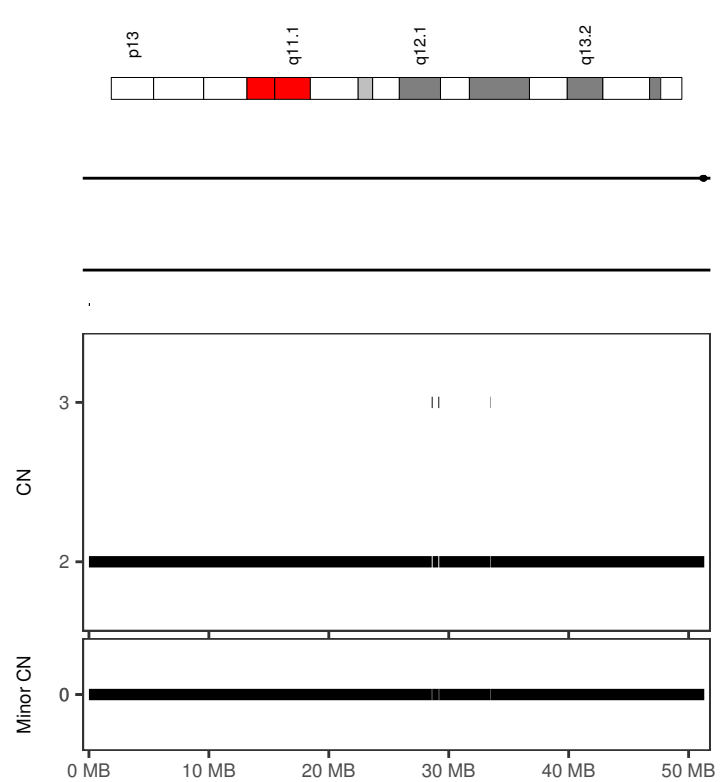 p13
q11.1
q12.1
q13.2
3
CN
2
Minor CN
0
0 MB
10 MB
20 MB
30 MB
40 MB
50 MB